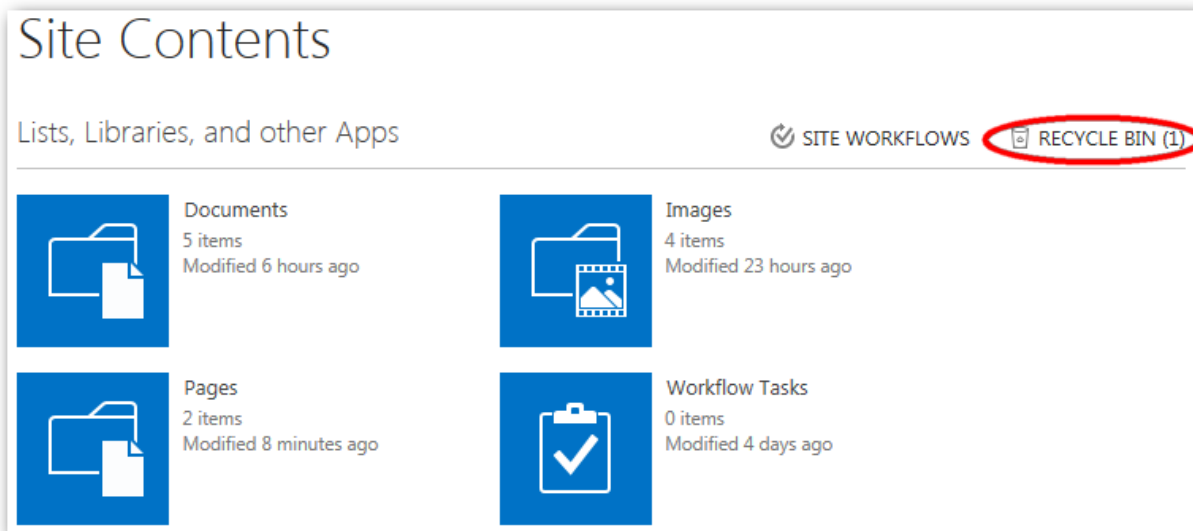 Site Contents
Lists, Libraries, and other Apps
SITE WORKFLOWS
RECYCLE BIN (1)
Documents
5 items
Modified 6 hours ago
Images
4 items
Modified 23 hours ago
Pages
2 items
Modified 8 minutes ago
Workflow Tasks
0 items
Modified 4 days ago